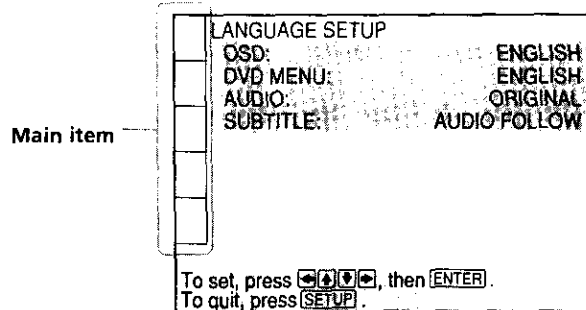 LANGUAGE SETUP
OSD: ENGLISH
DVD MENU: ENGLISH
AUDIO: ORIGINAL
SUBTITLE: AUDIO FOLLOW
Main item
To set, press ←↑↓→, then ENTER.
To quit, press SETUP.